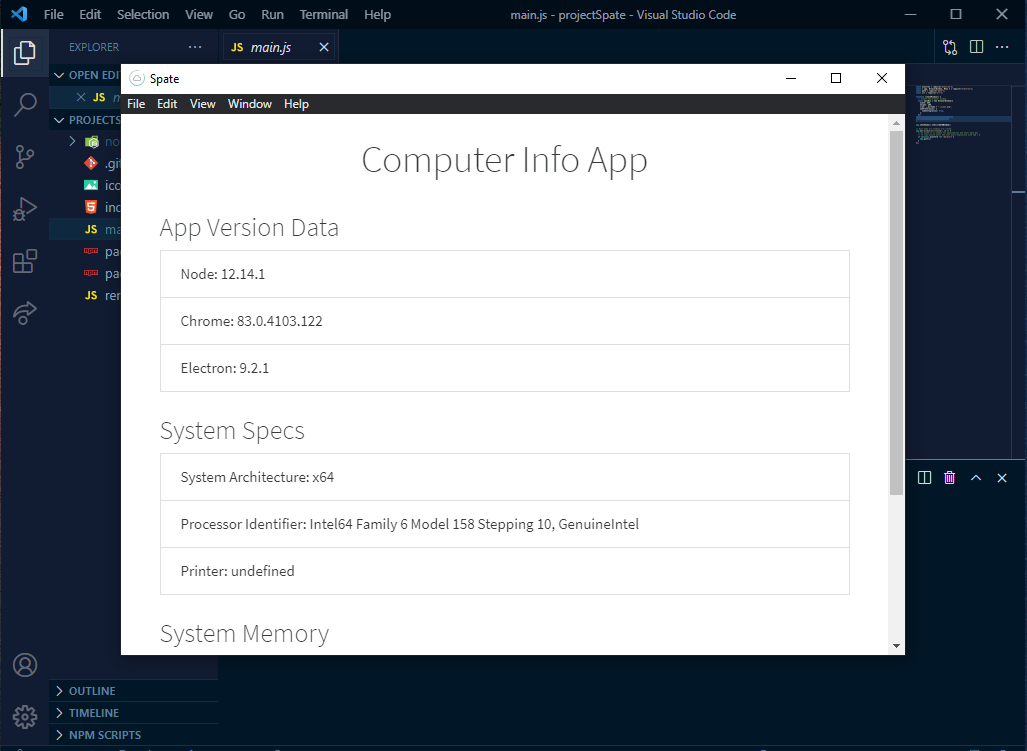 File Edit Selection View Go Run Terminal Help main.js - projectSpate - Visual Studio Code
EXPLORER
JS main.js
OPEN EDI
JS
PROJECTS
no
.git
ico
ind
JS ma
pac
pac
JS ren
OUTLINE
TIMELINE
NPM SCRIPTS
Spate
File Edit View Window Help
Computer Info App
App Version Data
Node: 12.14.1
Chrome: 83.0.4103.122
Electron: 9.2.1
System Specs
System Architecture: x64
Processor Identifier: Intel64 Family 6 Model 158 Stepping 10, GenuineIntel
Printer: undefined
System Memory